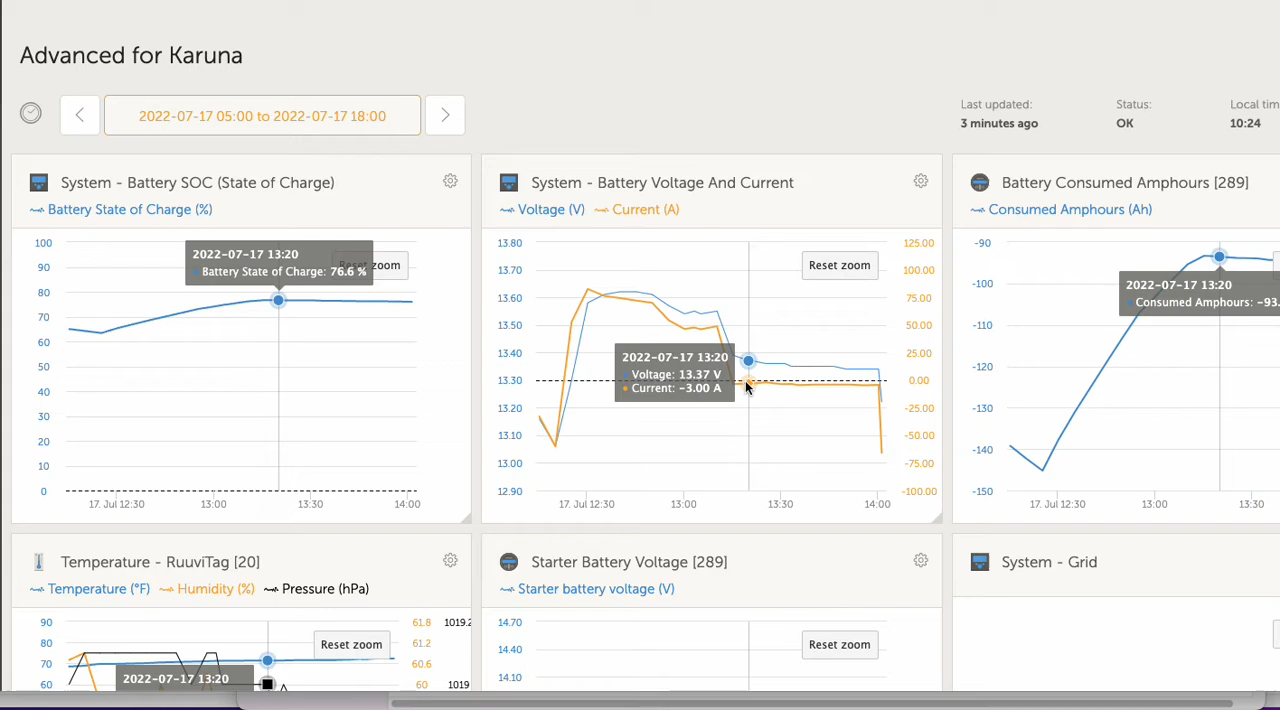 Advanced for Karuna
2022-07-17 05:00 to 2022-07-17 18:00
Last updated:
3 minutes ago
Status:
OK
Local tim
10:24
System - Battery SOC (State of Charge)
Battery State of Charge (%)
100
90
80
70
60
50
40
30
20
10
0
2022-07-17 13:20
Battery State of Charge: 76.6 %
zoom
17. Jul 12:30
13:00
13:30
14:00
System - Battery Voltage And Current
Voltage (V)
Current (A)
13.80
13.70
13.60
13.50
13.40
13.30
13.20
13.10
13.00
12.90
125.00
100.00
75.00
50.00
25.00
0.00
-25.00
-50.00
-75.00
-100.00
Reset zoom
2022-07-17 13:20
Voltage: 13.37 V
Current: -3.00 A
17. Jul 12:30
13:00
13:30
14:00
Battery Consumed Amphours [289]
Consumed Amphours (Ah)
-90
-100
-110
-120
-130
-140
-150
2022-07-17 13:20
Consumed Amphours: -93.
17. Jul 12:30
13:00
13:30
Temperature - RuuviTag [20]
Temperature (°F)
Humidity (%)
Pressure (hPa)
90
80
70
60
61.8
61.2
60.6
60
1019.2
1019
Reset zoom
2022-07-17 13:20
Starter Battery Voltage [289]
Starter battery voltage (V)
14.70
14.40
14.10
Reset zoom
System - Grid